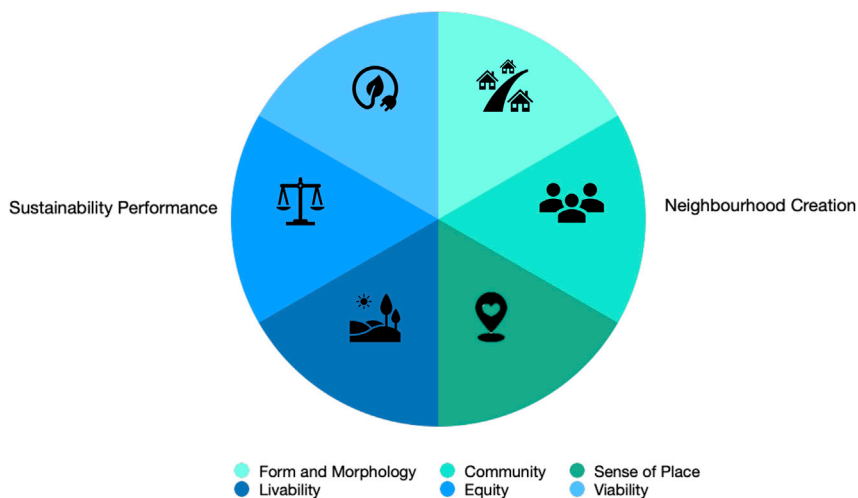 Sustainability Performance
Neighbourhood Creation
Form and Morphology Community Sense of Place
Livability Equity Viability